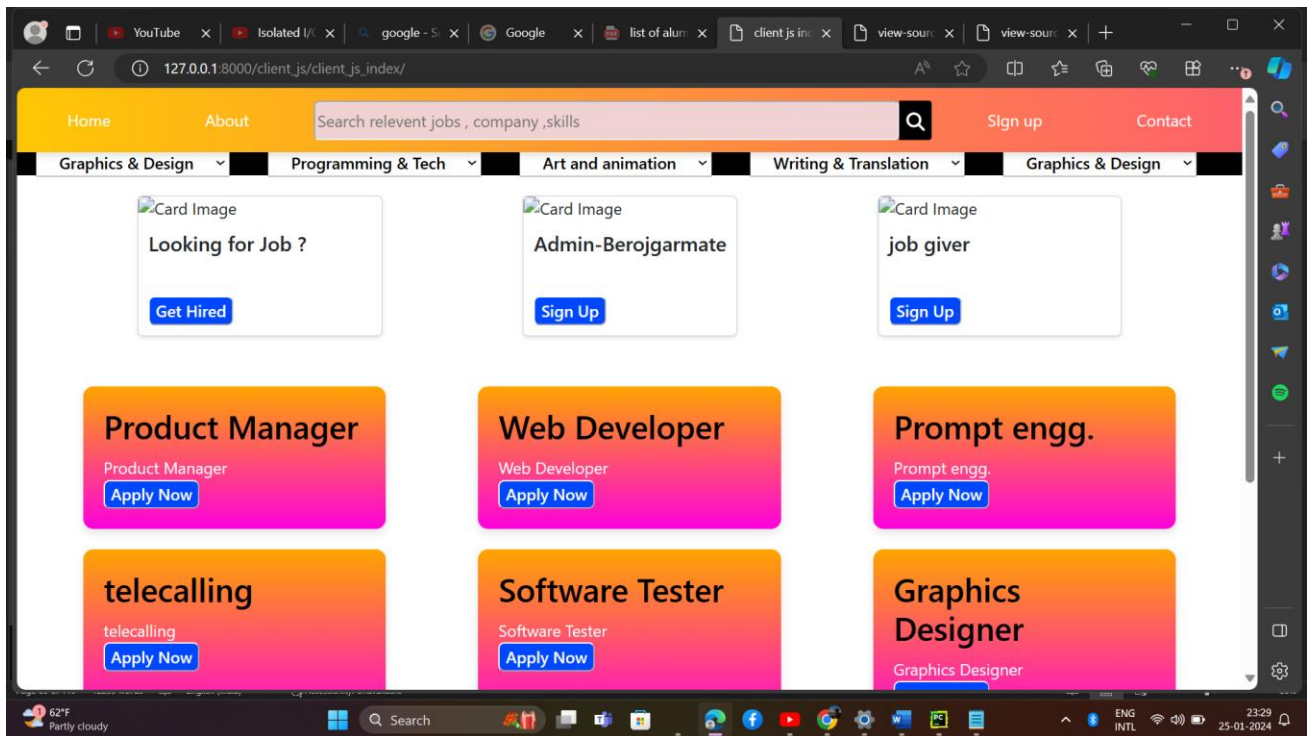 YouTube
Isolated I/
google - S
Google
list of alum
client js inc
view-sourc
view-sourc
127.0.0.1:8000/client_js/client_js_index/
Home About Search relevent jobs , company ,skills SIgn up Contact
Graphics & Design Programming & Tech Art and animation Writing & Translation Graphics & Design
Card Image Card Image Card Image
Looking for Job ? Admin-Berojgarmate job giver
Get Hired Sign Up Sign Up
Product Manager Web Developer Prompt engg.
Product Manager Web Developer Prompt engg.
Apply Now Apply Now Apply Now
telecalling Software Tester Graphics
Designer
telecalling Software Tester
Graphics Designer
Apply Now Apply Now
62°F
Partly cloudy
Search
ENG
INTL
23:29
25-01-2024